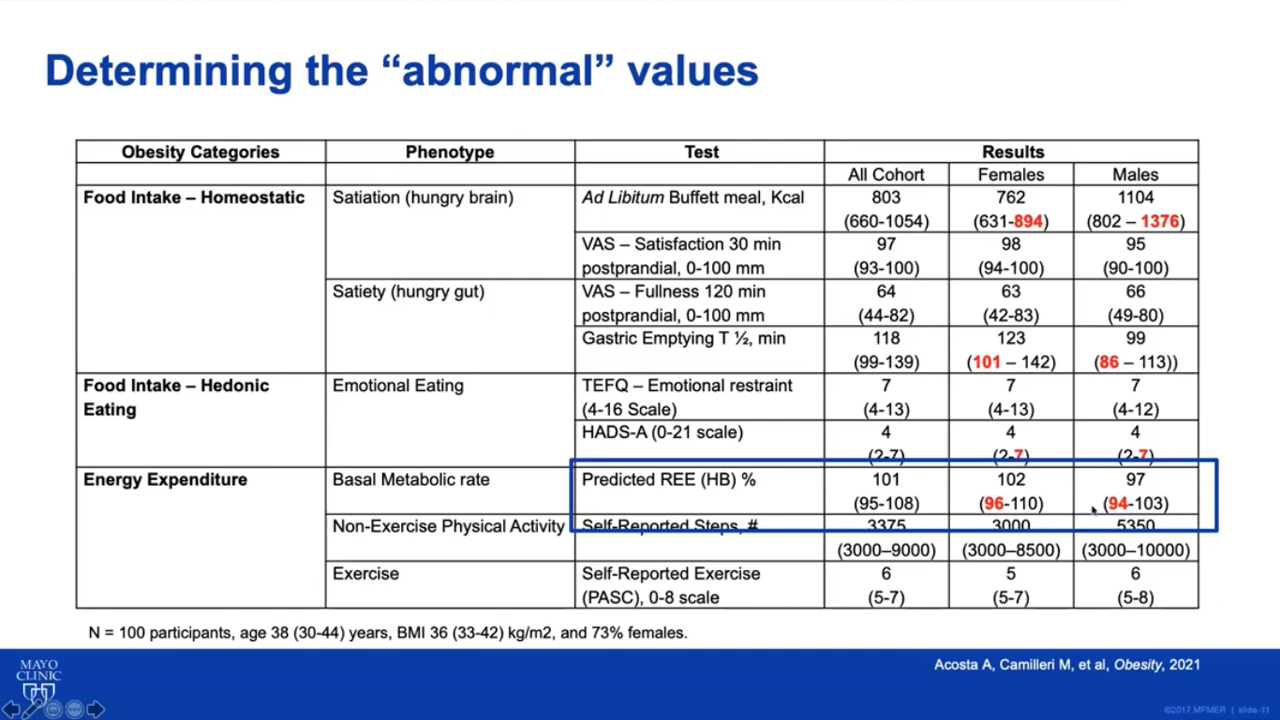 Determining the “abnormal” values
Obesity Categories Phenotype Test Results
All Cohort Females Males
Food Intake – Homeostatic Satiation (hungry brain) Ad Libitum Buffett meal, Kcal 803 762 1104
(660-1054) (631-894) (802 – 1376)
VAS – Satisfaction 30 min 97 98 95
postprandial, 0-100 mm (93-100) (94-100) (90-100)
Satiety (hungry gut) VAS – Fullness 120 min 64 63 66
postprandial, 0-100 mm (44-82) (42-83) (49-80)
Gastric Emptying T ½, min 118 123 99
(99-139) (101 – 142) (86 – 113))
Food Intake – Hedonic Emotional Eating TEFQ – Emotional restraint 7 7 7
Eating (4-16 Scale) (4-13) (4-13) (4-12)
HADS-A (0-21 scale) 4 4 4
(2-7) (2-7) (2-7)
Energy Expenditure Basal Metabolic rate Predicted REE (HB) % 101 102 97
(95-108) (96-110) (94-103)
Non-Exercise Physical Activity Self-Reported Steps, # 3375 3000 5350
(3000–9000) (3000–8500) (3000–10000)
Exercise Self-Reported Exercise 6 5 6
(PASC), 0-8 scale (5-7) (5-7) (5-8)
N = 100 participants, age 38 (30-44) years, BMI 36 (33-42) kg/m2, and 73% females.
MAYO
CLINIC
Acosta A, Camilleri M, et al, Obesity, 2021
©2017 MFMER | slide-31